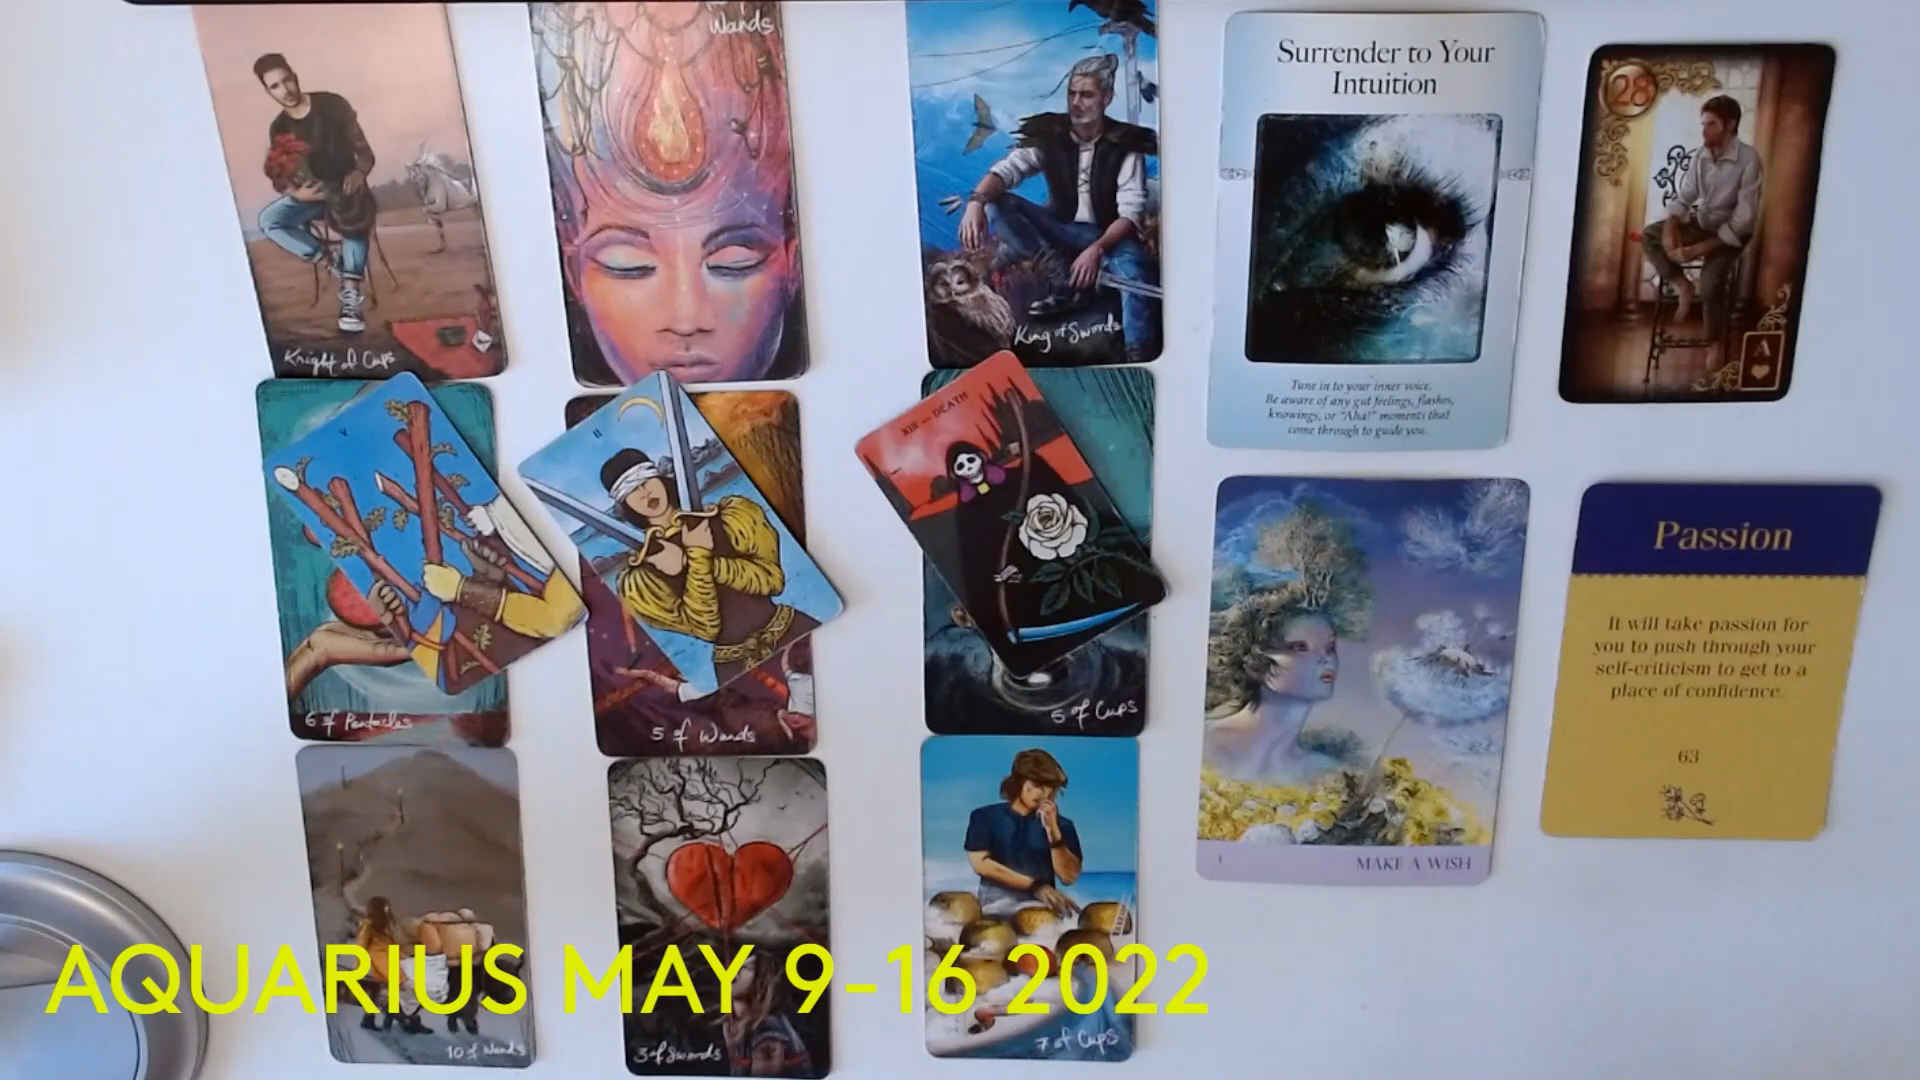 Wands
Knight of Cups
King of Swords
Surrender to Your
Intuition
Tune in to your inner voice.
Be aware of any gut feelings, flashes,
knowings, or "Aha!" moments that
come through to guide you.
28
A
V
II
XIII — DEATH
6 of Pentacles
5 of Wands
of Cups
Passion
It will take passion for
you to push through your
self-criticism to get to a
place of confidence.
63
1
MAKE A WISH
10 of Wands
3 of Swords
7 of Cups
AQUARIUS MAY 9-16 2022